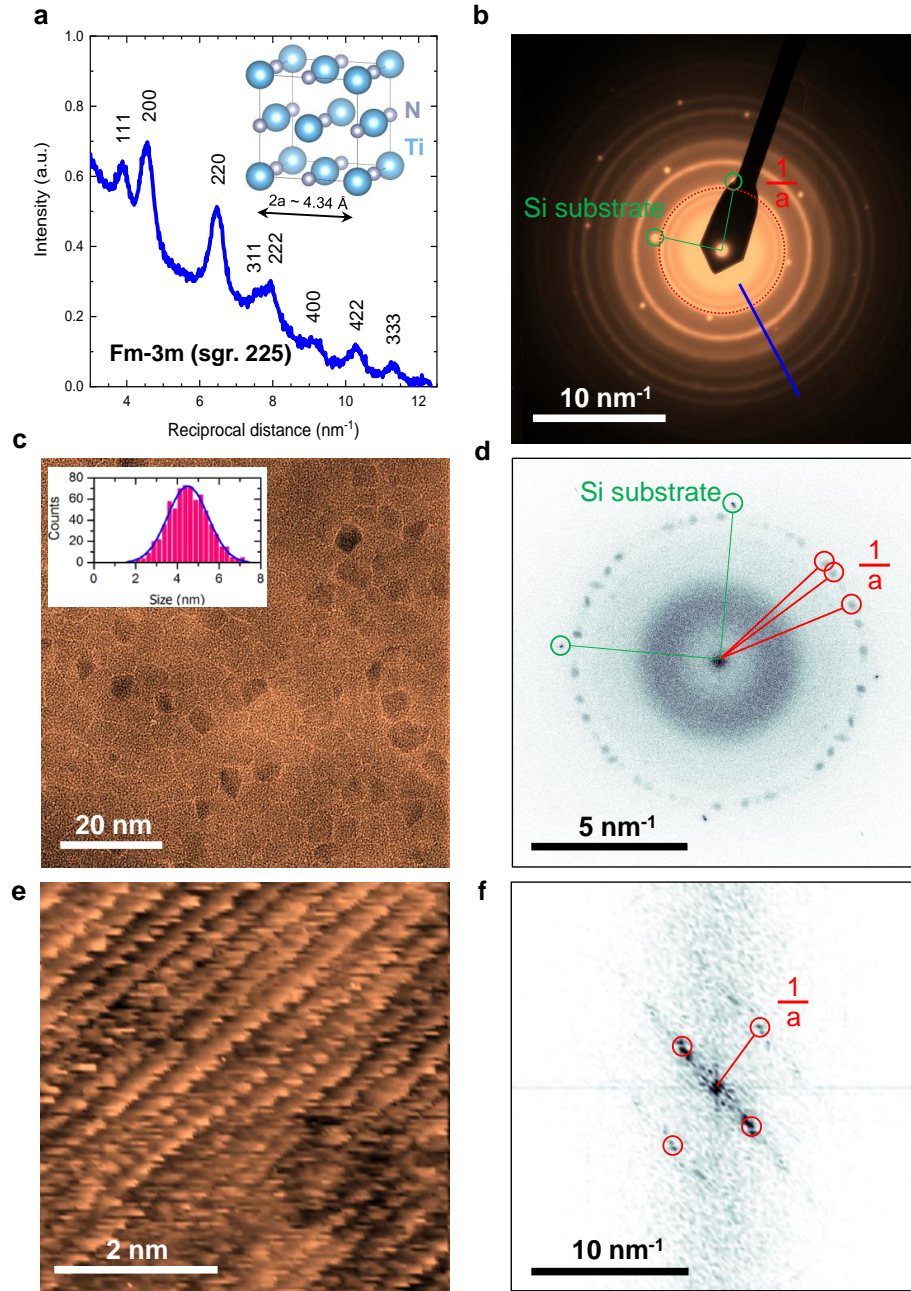 a
1.0
0.8
0.6
0.4
0.2
0.0
Intensity (a.u.)
111
200
220
311
222
400
422
333
N
Ti
2a ~ 4.34 Å
Fm-3m (sgr. 225)
4 6 8 10 12
Reciprocal distance (nm-1)
b
Si substrate
1
a
10 nm-1
c
80
60
40
20
0
Counts
0 2 4 6 8
Size (nm)
20 nm
d
Si substrate
1
a
5 nm-1
e
2 nm
f
1
a
10 nm-1